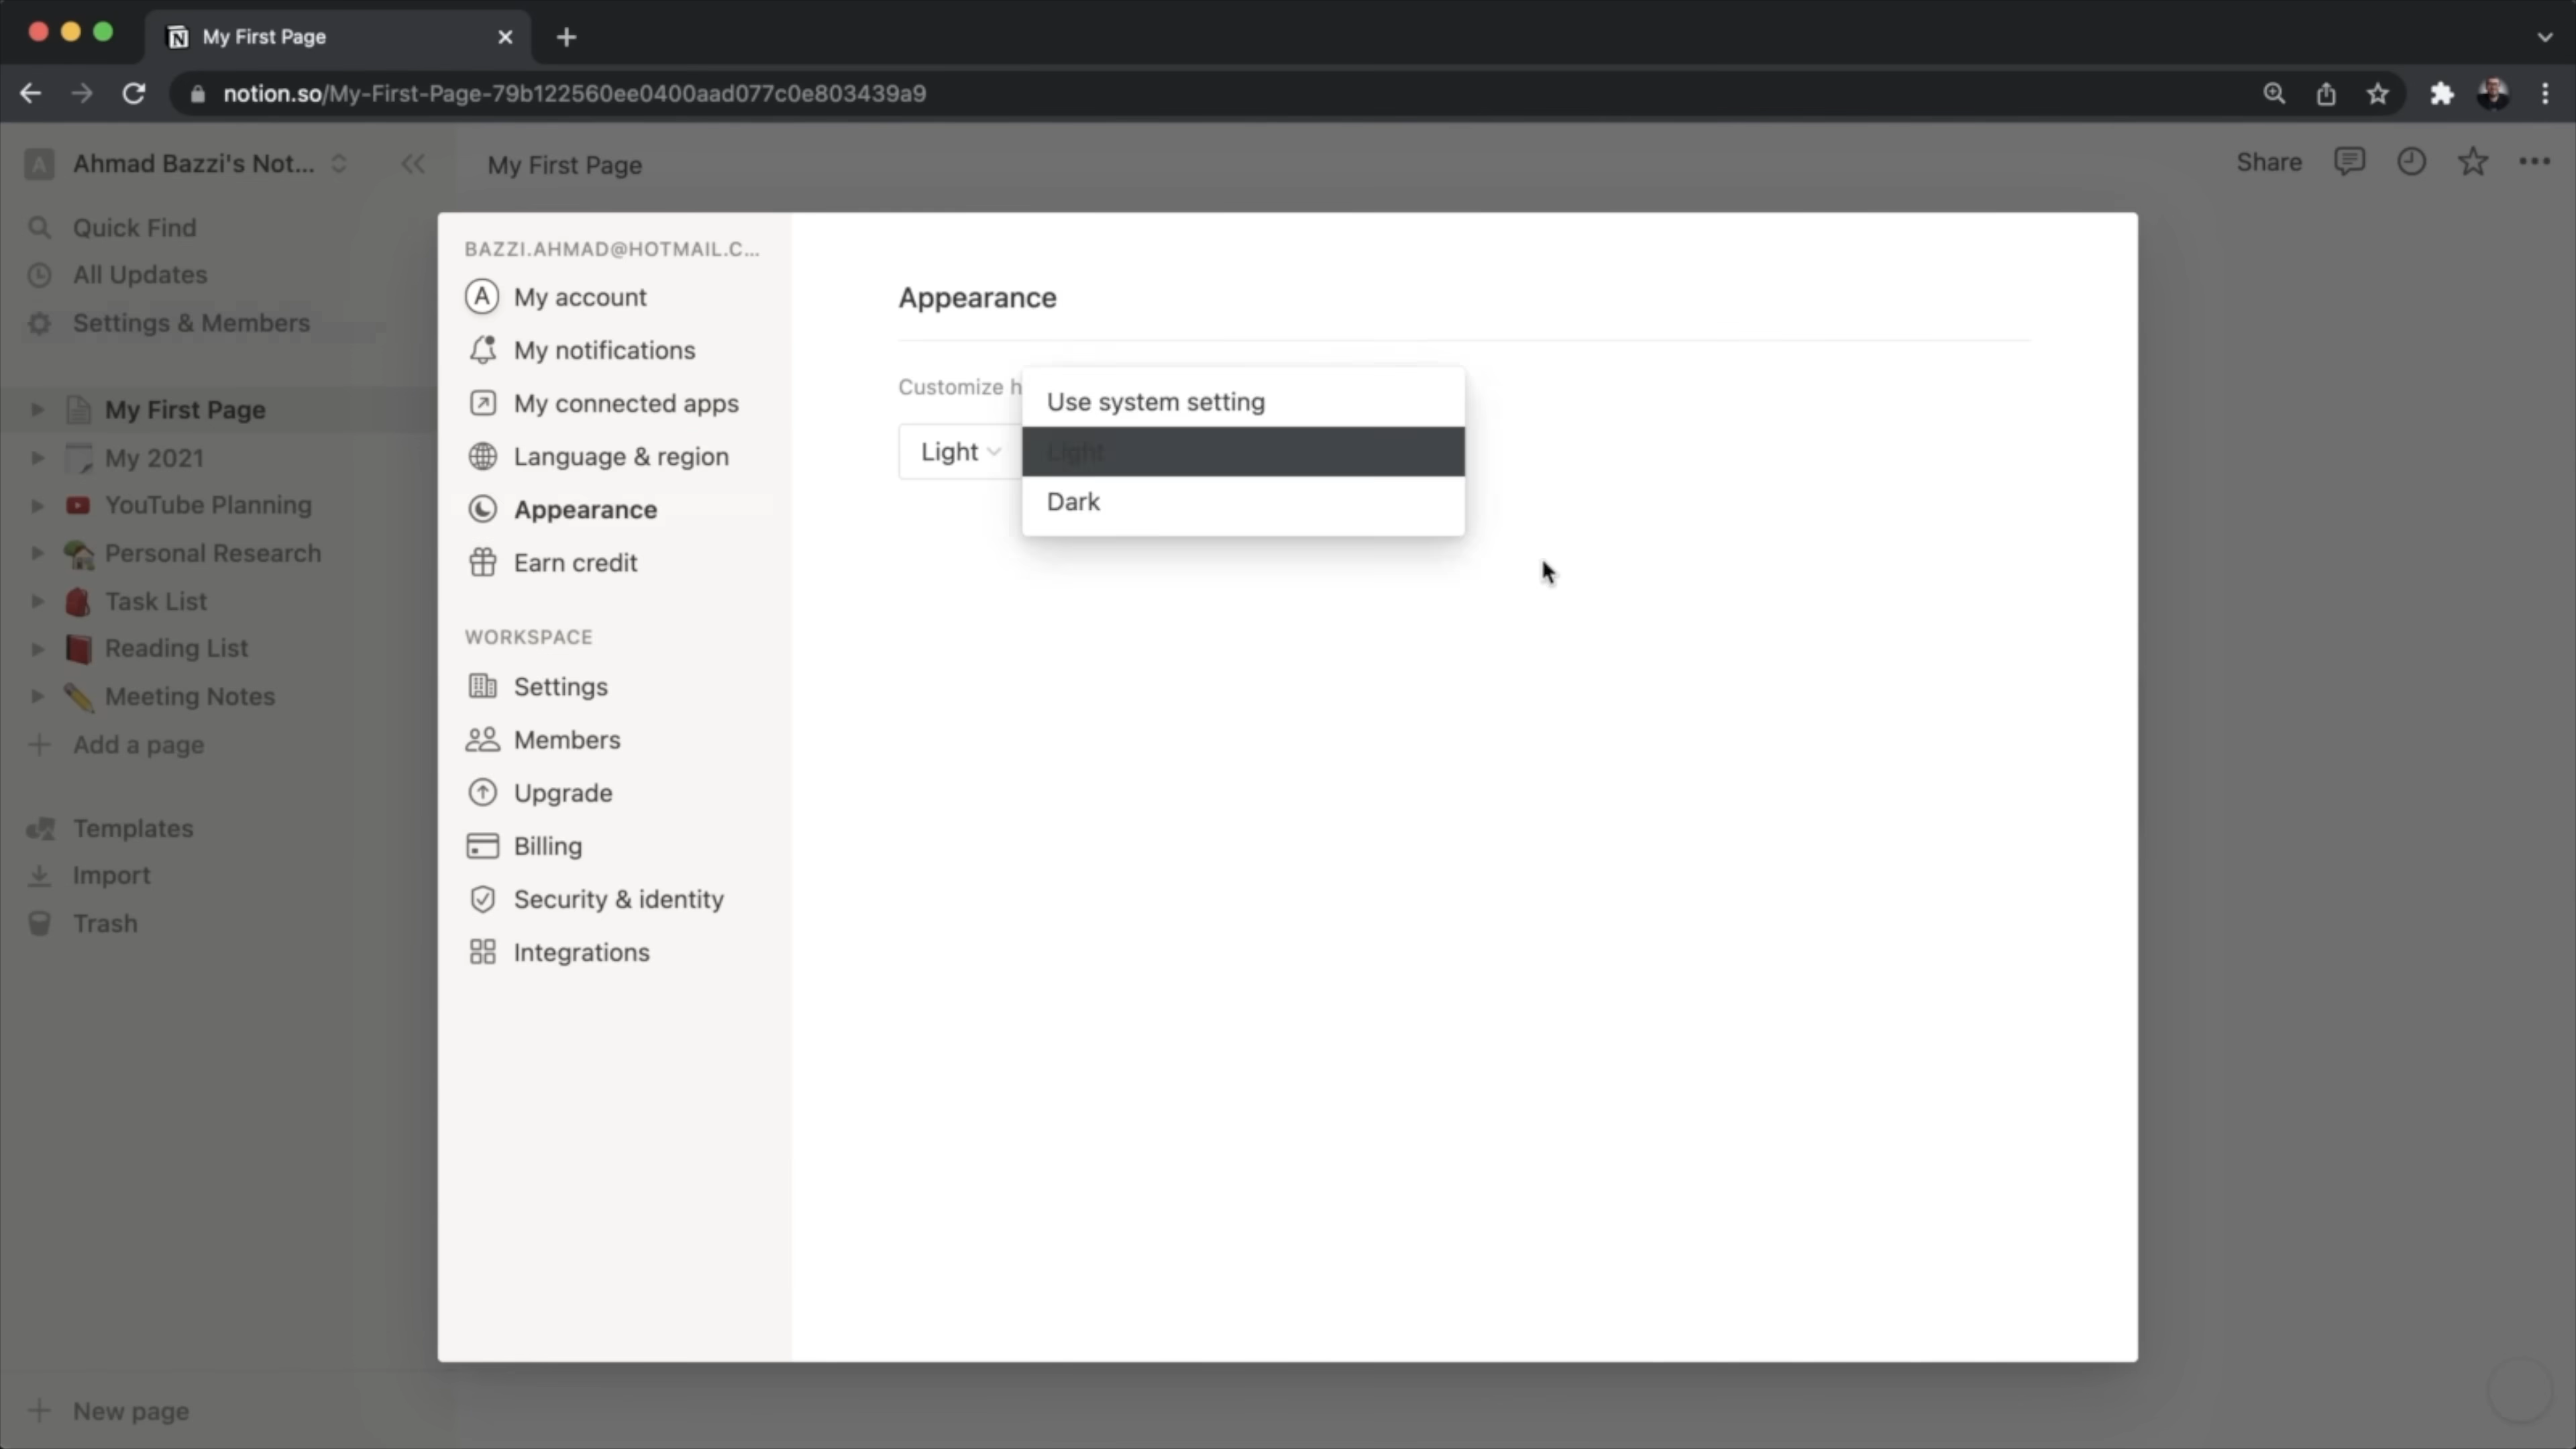 My First Page
notion.so/My-First-Page-79b122560ee0400aad077c0e803439a9
A Ahmad Bazzi's Not...
My First Page
Share
Quick Find
All Updates
Settings & Members
My First Page
My 2021
YouTube Planning
Personal Research
Task List
Reading List
Meeting Notes
Add a page
Templates
Import
Trash
New page
BAZZI.AHMAD@HOTMAIL.C...
A My account
My notifications
My connected apps
Language & region
Appearance
Earn credit
WORKSPACE
Settings
Members
Upgrade
Billing
Security & identity
Integrations
Appearance
Customize h
Light
Use system setting
Light
Dark